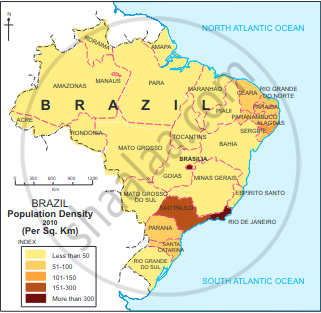 N
NORTH ATLANTIC OCEAN
RORAIMA
AMAPA
AMAZONAS
MANAUS
PARA
MARANHAO
CEARA
RIO GRANDE
DO NORTE
BRAZIL
PARAIBA
PIAUI
PARANAMBUCO
ALAGOAS
ACRE
RONDONIA
TOCANTINS
SERGIPE
BAHIA
MATO GROSSO
BRASILIA
GOIAS
MINAS GERAIS
0 300 600 900 1200
Km
MATO GROSSO
DO SUL
ESPIRITO SANTO
SAO PAULO
RIO DE JANEIRO
BRAZIL
Population Density
2010
(Per Sq. Km)
PARANA
SANTA
CATARINA
INDEX
RIO GRANDE
DO SUL
Less than 50
51-100
101-150
151-300
More than 300
SOUTH ATLANTIC OCEAN
shaalaa.com